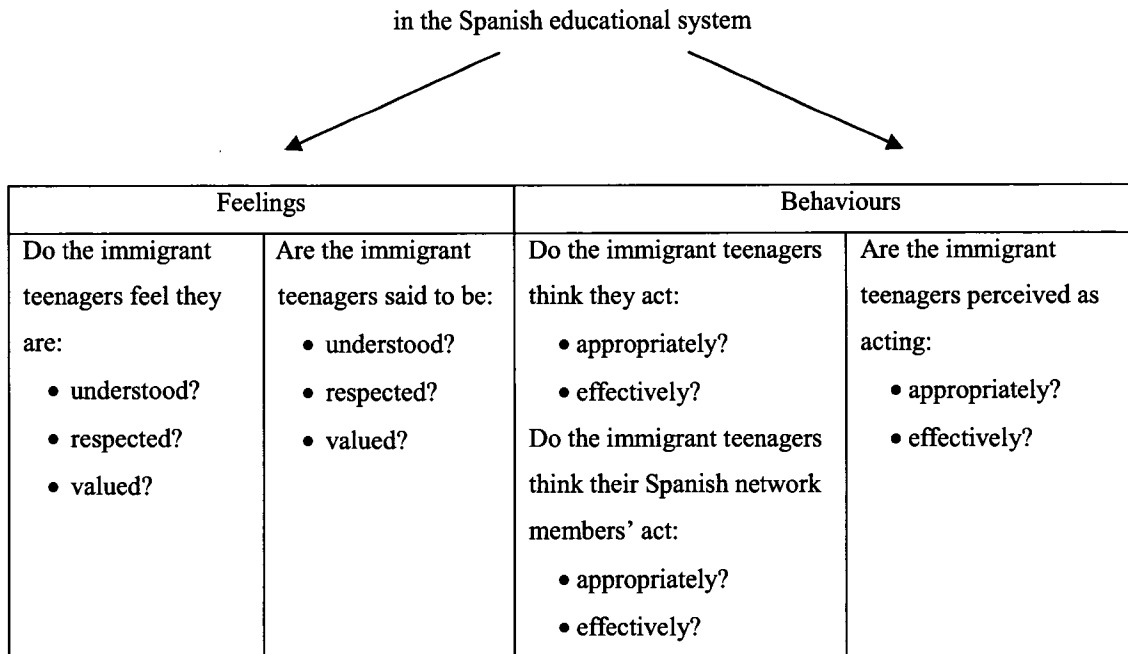 in the Spanish educational system
Feelings
Behaviours
Do the immigrant
teenagers feel they
are:
• understood?
• respected?
• valued?
Are the immigrant
teenagers said to be:
• understood?
• respected?
• valued?
Do the immigrant teenagers
think they act:
• appropriately?
• effectively?
Do the immigrant teenagers
think their Spanish network
members’ act:
• appropriately?
• effectively?
Are the immigrant
teenagers perceived as
acting:
• appropriately?
• effectively?